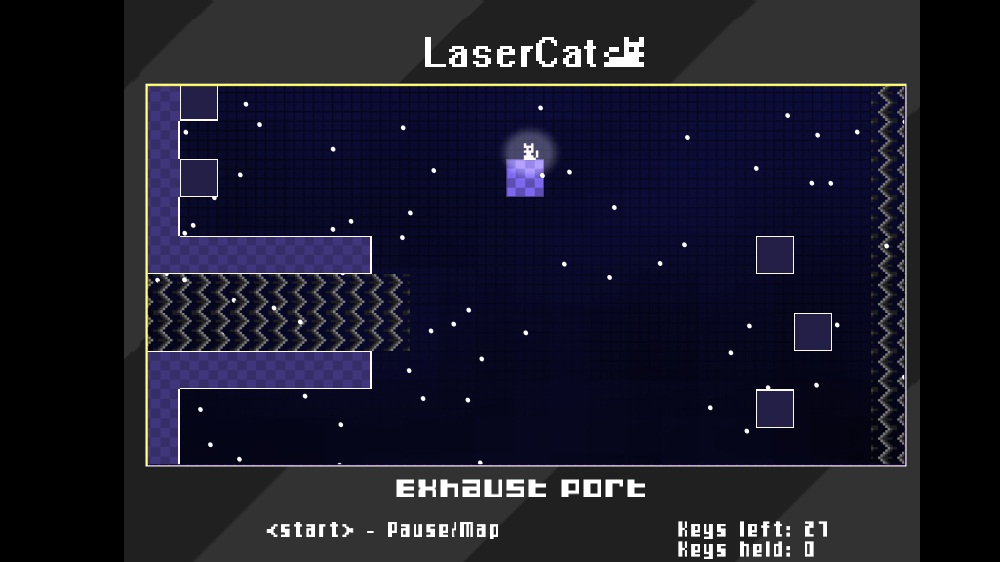 LaserCat
Exhaust Port
<start> - Pause/Map
Keys left: 27
Keys held: 0